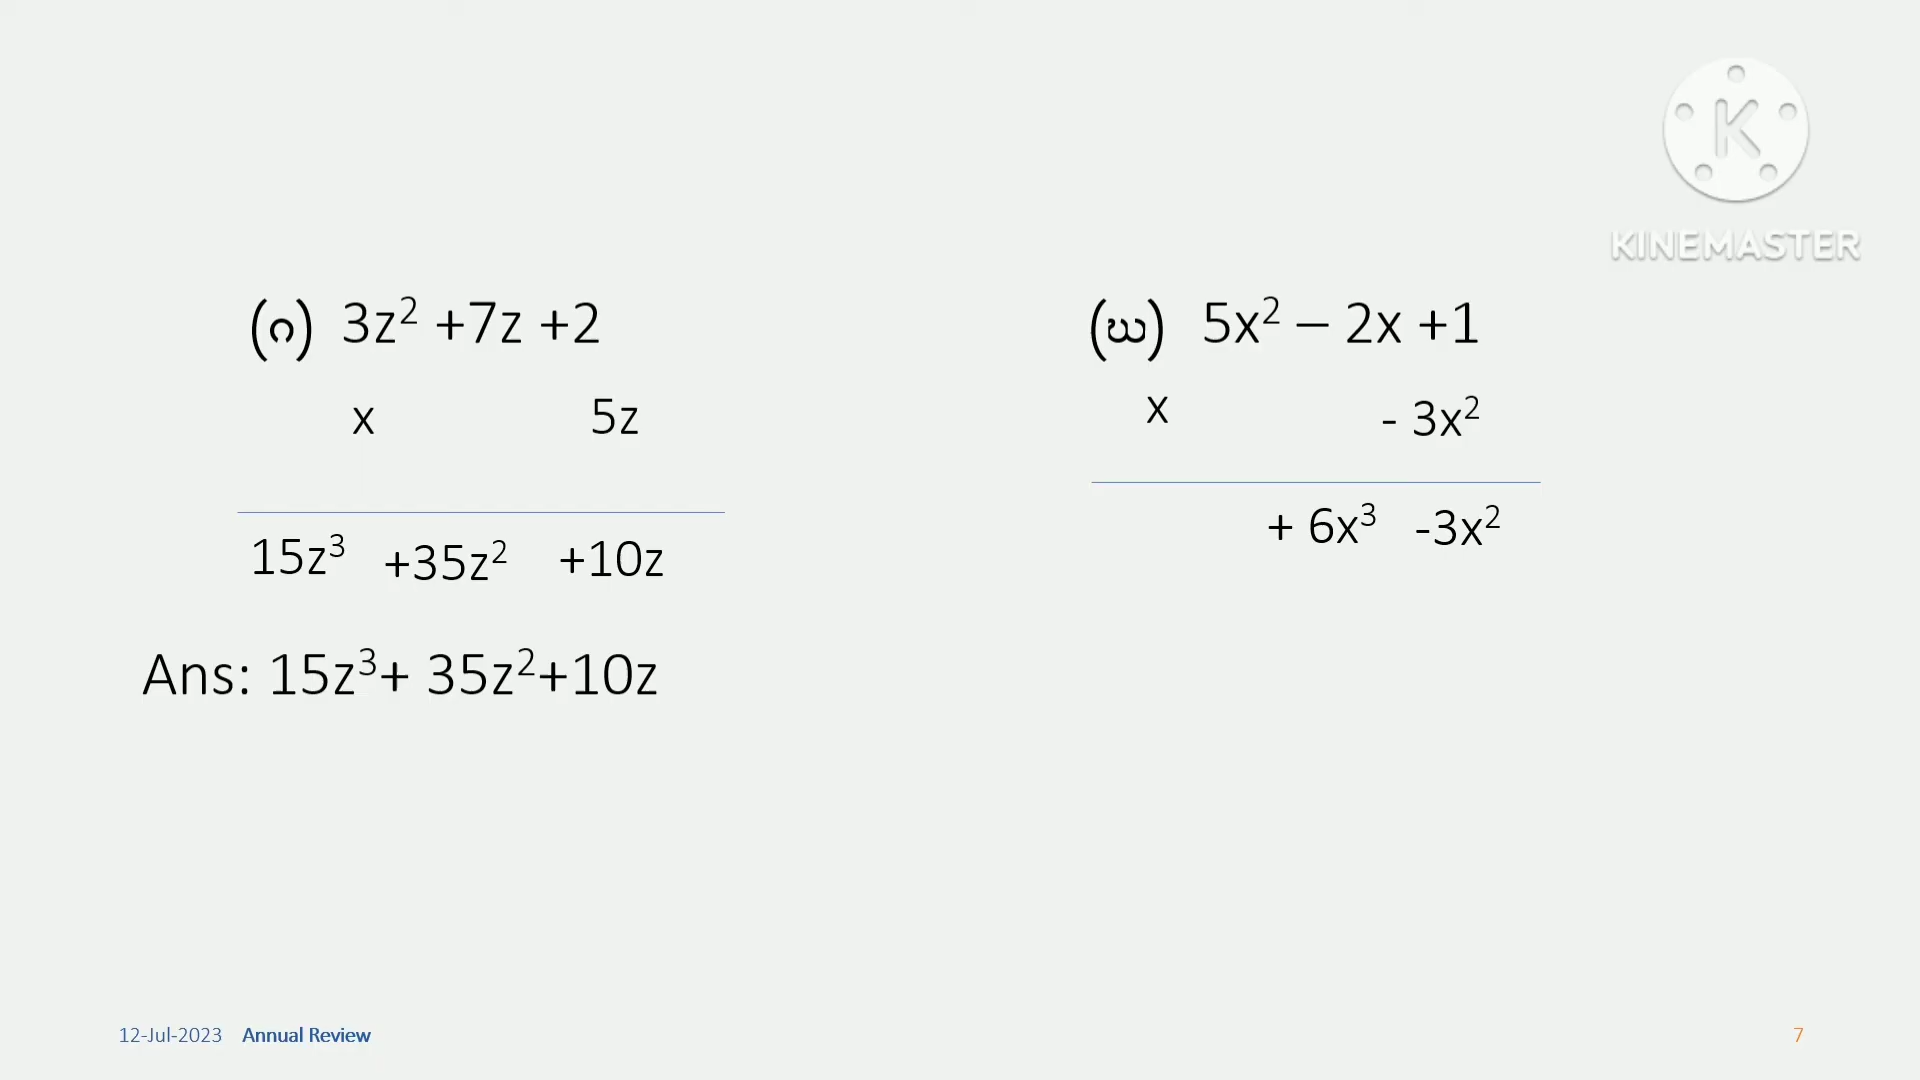 KINEMASTER
(ဂ) 3z² +7z +2
x 5z
15z³ +35z² +10z
Ans: 15z³+ 35z²+10z
(ဃ) 5x² – 2x +1
x - 3x²
+ 6x³ -3x²
12-Jul-2023 Annual Review 7